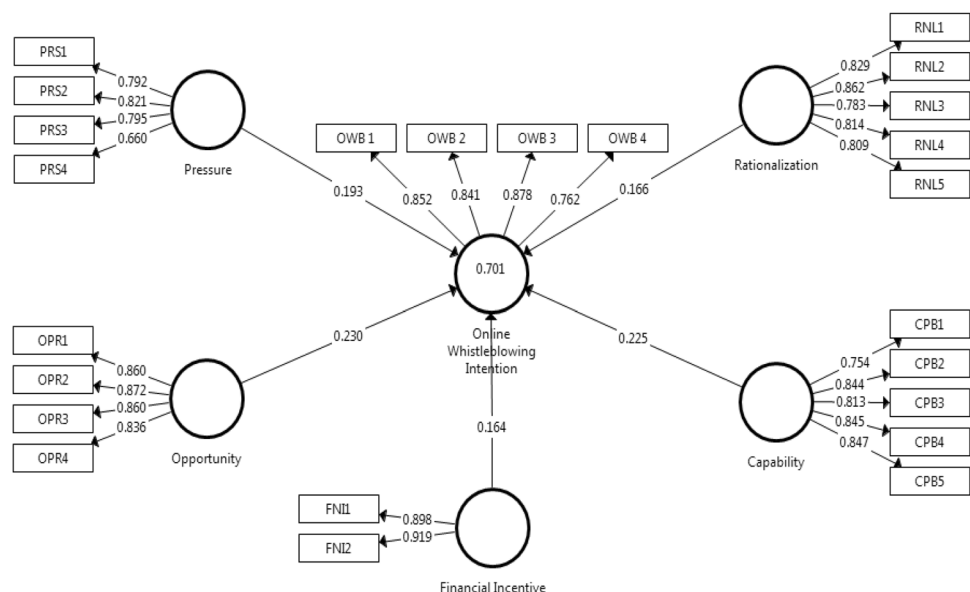 PRS1
PRS2
PRS3
PRS4
0.792
0.821
0.795
0.660
Pressure
0.193
OWB 1
OWB 2
OWB 3
OWB 4
0.852
0.841
0.878
0.762
RNL1
RNL2
RNL3
RNL4
RNL5
0.829
0.862
0.783
0.814
0.809
Rationalization
0.166
0.701
Online
Whistleblowing
Intention
OPR1
OPR2
OPR3
OPR4
0.860
0.872
0.860
0.836
Opportunity
0.230
CPB1
CPB2
CPB3
CPB4
CPB5
0.754
0.844
0.813
0.845
0.847
Capability
0.225
0.164
FNI1
FNI2
0.898
0.919
Financial Incentive